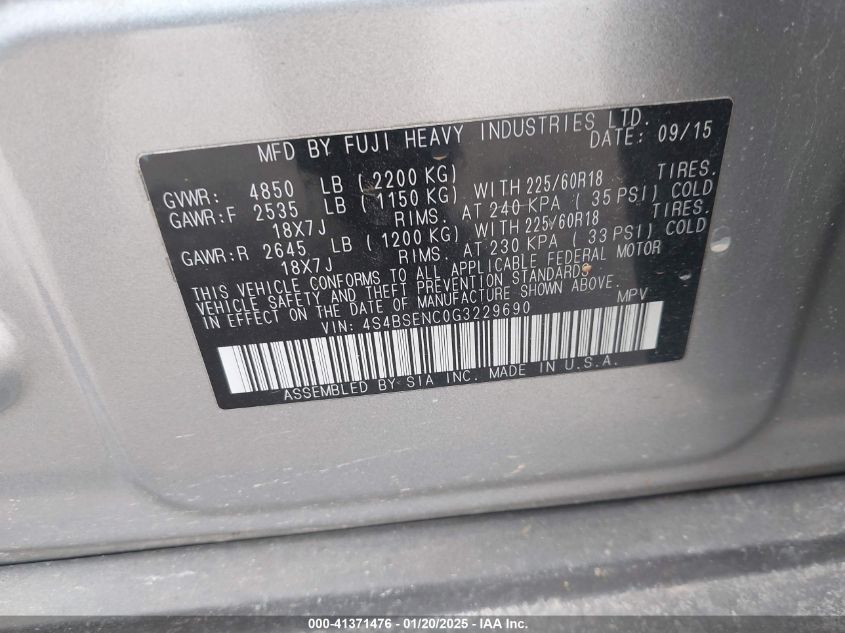 MFD BY FUJI HEAVY INDUSTRIES LTD.
DATE: 09/15
GVWR: 4850 LB ( 2200 KG)
GAWR:F 2535 LB ( 1150 KG) WITH 225/60R18 TIRES.
18X7J RIMS. AT 240 KPA ( 35 PSI) COLD
GAWR:R 2645 LB ( 1200 KG) WITH 225/60R18 TIRES.
18X7J RIMS. AT 230 KPA ( 33 PSI) COLD
THIS VEHICLE CONFORMS TO ALL APPLICABLE FEDERAL MOTOR
VEHICLE SAFETY AND THEFT PREVENTION STANDARDS
IN EFFECT ON THE DATE OF MANUFACTURE SHOWN ABOVE.
VIN: 4S4BSENC0G3229690 MPV
ASSEMBLED BY SIA INC. MADE IN U.S.A.
000-41371476 - 01/20/2025 - IAA Inc.